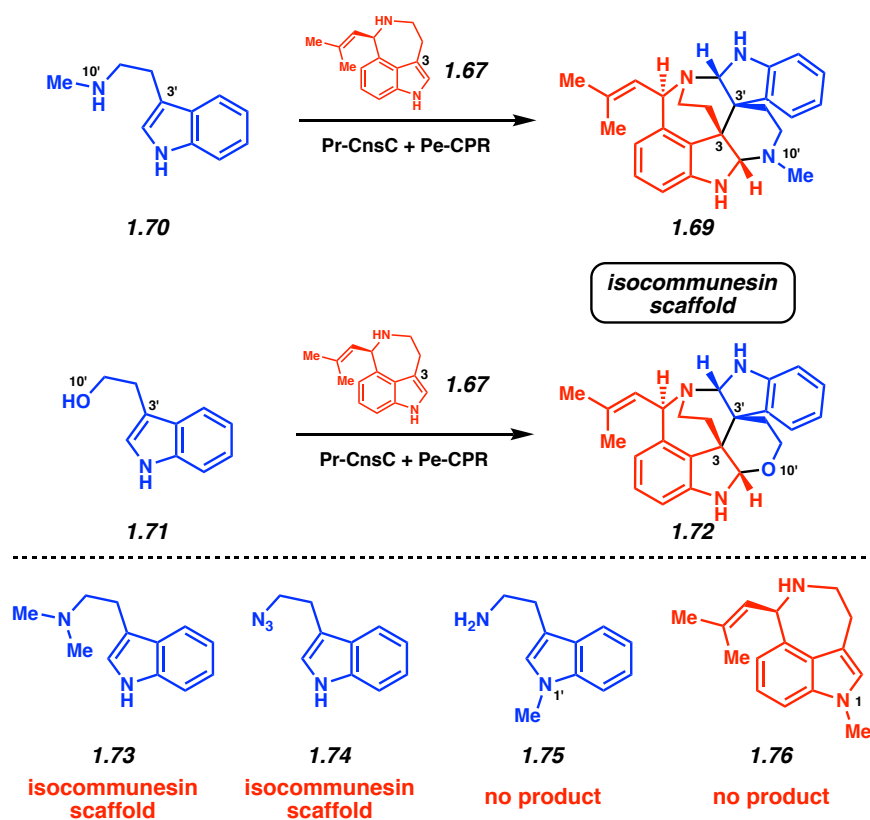 HN
Me
Me
3
N
H
1.67
Me
10'
N
H
3'
N
H
1.70
Pr-CnsC + Pe-CPR
H
N
H
HN
Me
Me
3'
3
N
10'
Me
N
H
H
1.69
isocommunesin
scaffold
HN
Me
Me
3
N
H
1.67
10'
HO
3'
N
H
1.71
Pr-CnsC + Pe-CPR
H
N
H
HN
Me
Me
3'
3
O
10'
N
H
H
1.72
Me
N
Me
N
H
1.73
isocommunesin
scaffold
N3
N
H
1.74
isocommunesin
scaffold
H2N
N
1'
Me
1.75
no product
HN
Me
Me
N
1
Me
1.76
no product